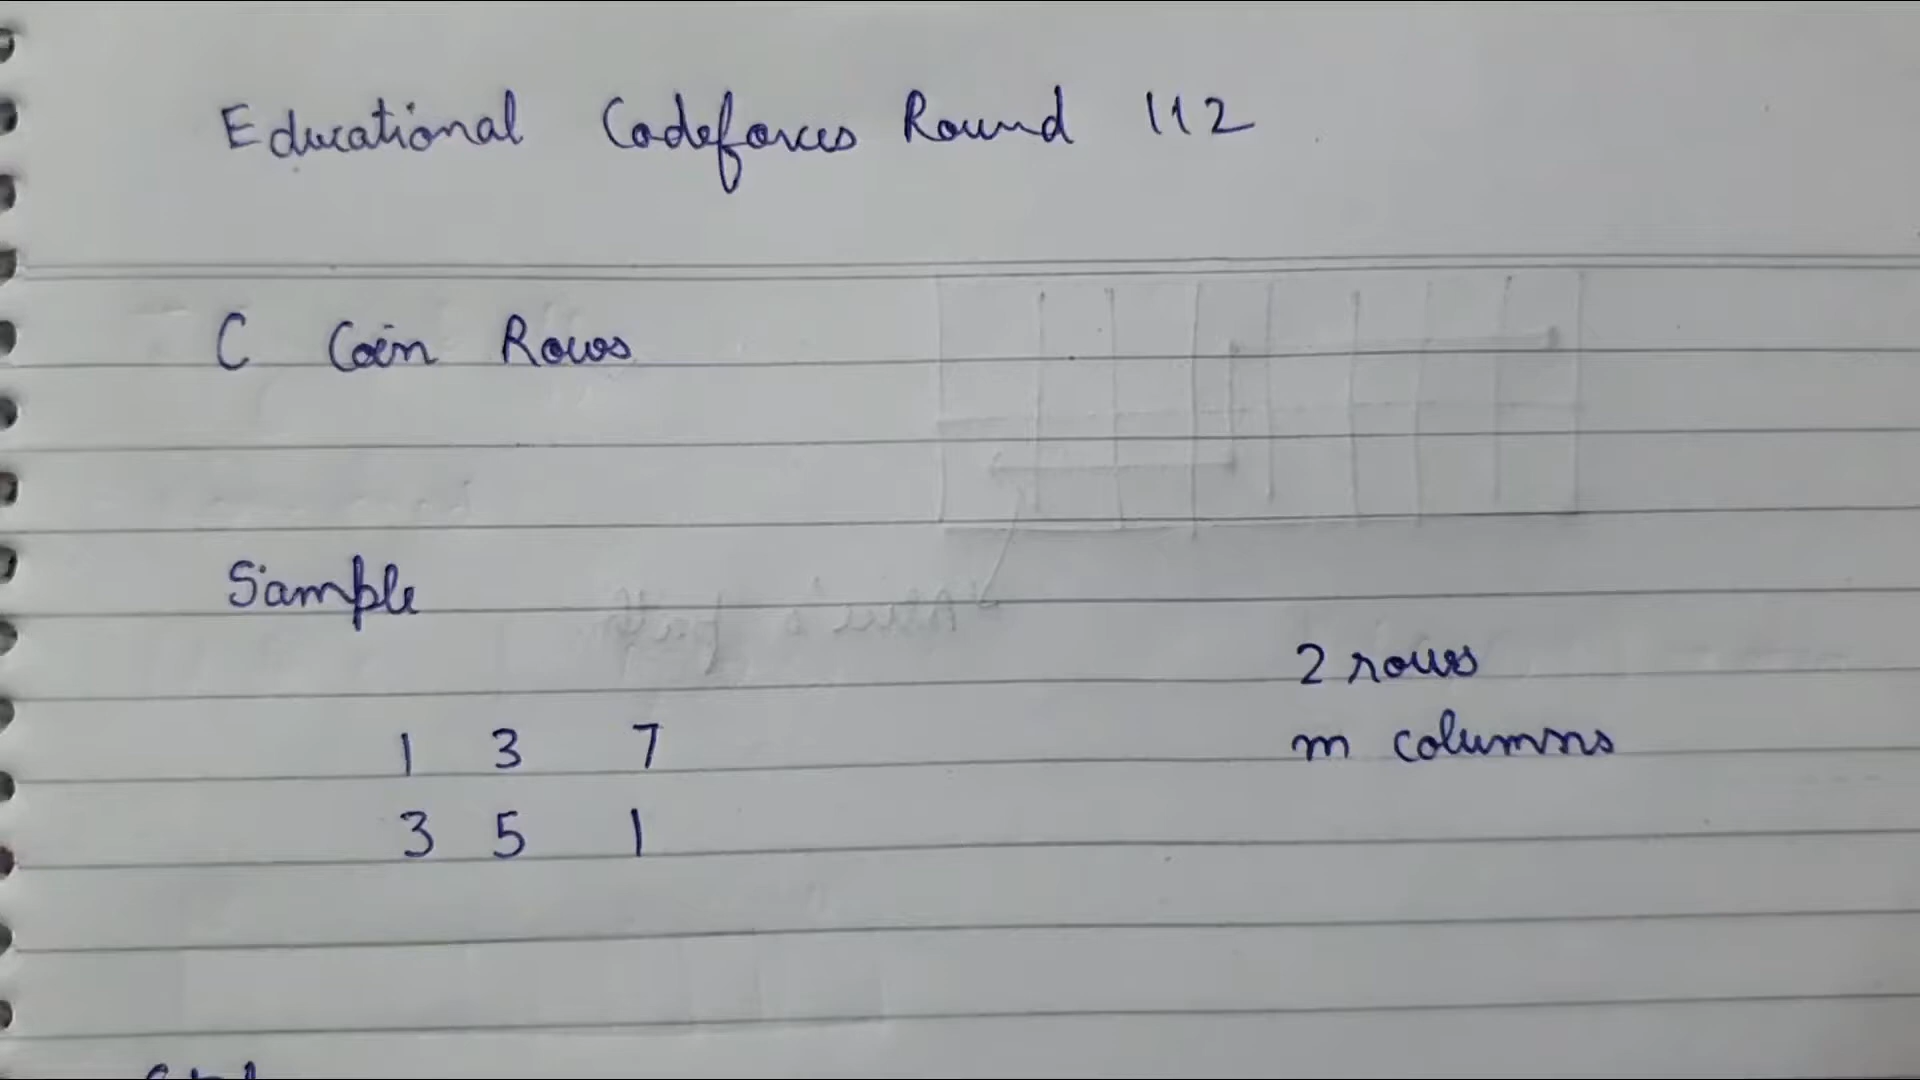 Educational Codeforces Round 112
C Coin Rows
Sample
2 rows
m columns
1 3 7
3 5 1